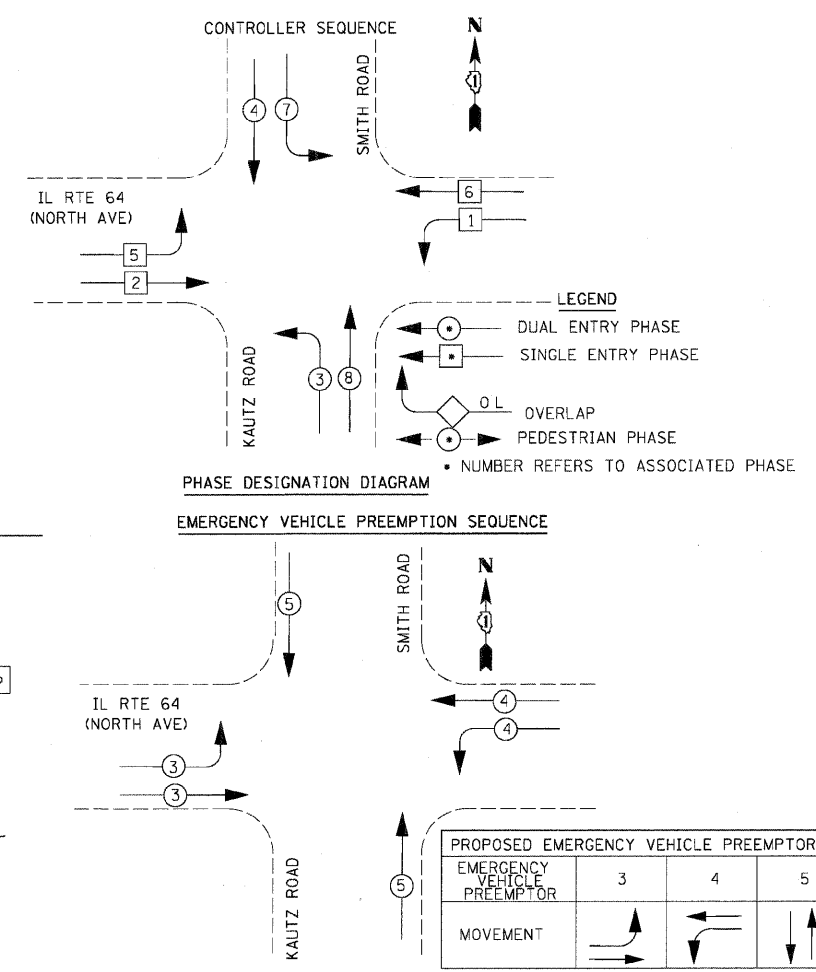 CONTROLLER SEQUENCE
N
1
SMITH ROAD
4
7
IL RTE 64
(NORTH AVE)
6
1
5
2
KAUTZ ROAD
3
8
LEGEND
* DUAL ENTRY PHASE
* SINGLE ENTRY PHASE
OL OVERLAP
* PEDESTRIAN PHASE
* NUMBER REFERS TO ASSOCIATED PHASE
PHASE DESIGNATION DIAGRAM
EMERGENCY VEHICLE PREEMPTION SEQUENCE
N
1
SMITH ROAD
5
IL RTE 64
(NORTH AVE)
4
4
3
3
KAUTZ ROAD
5
PROPOSED EMERGENCY VEHICLE PREEMPTOR
EMERGENCY
VEHICLE
PREEMPTOR
3
4
5
MOVEMENT